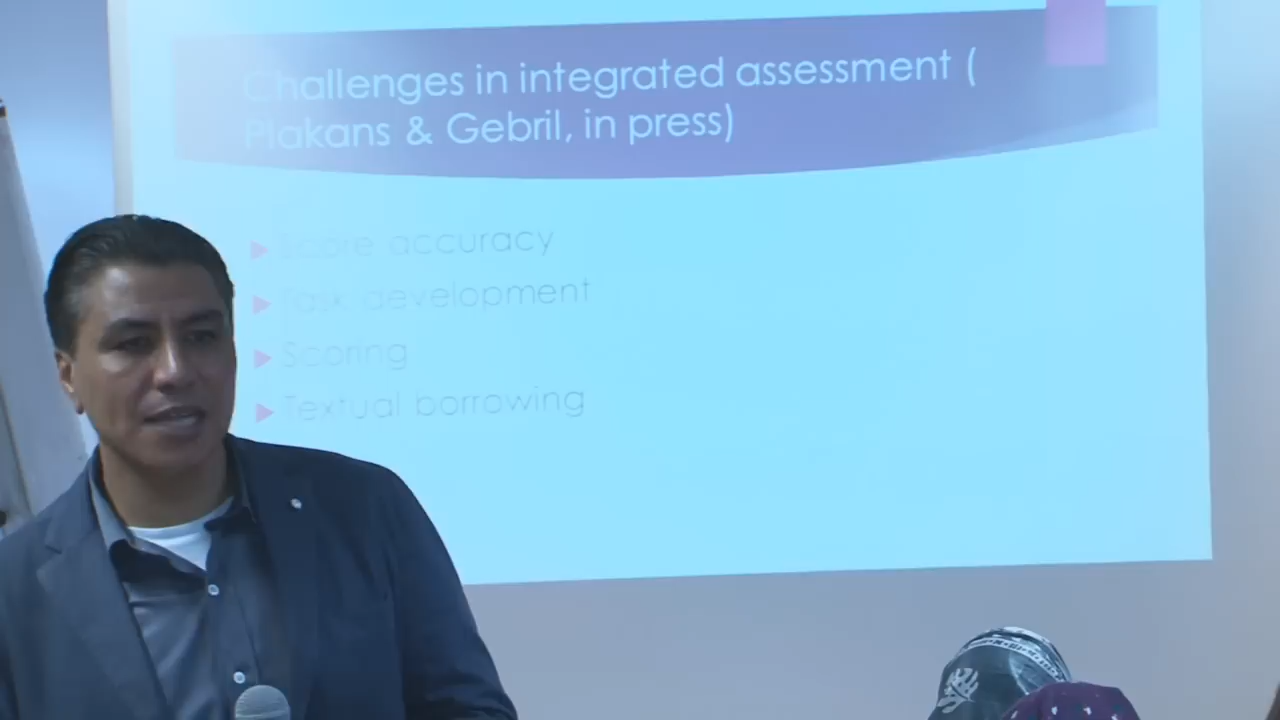 Challenges in integrated assessment (
Plakans & Gebril, in press)
Score accuracy
Task development
Scoring
Textual borrowing